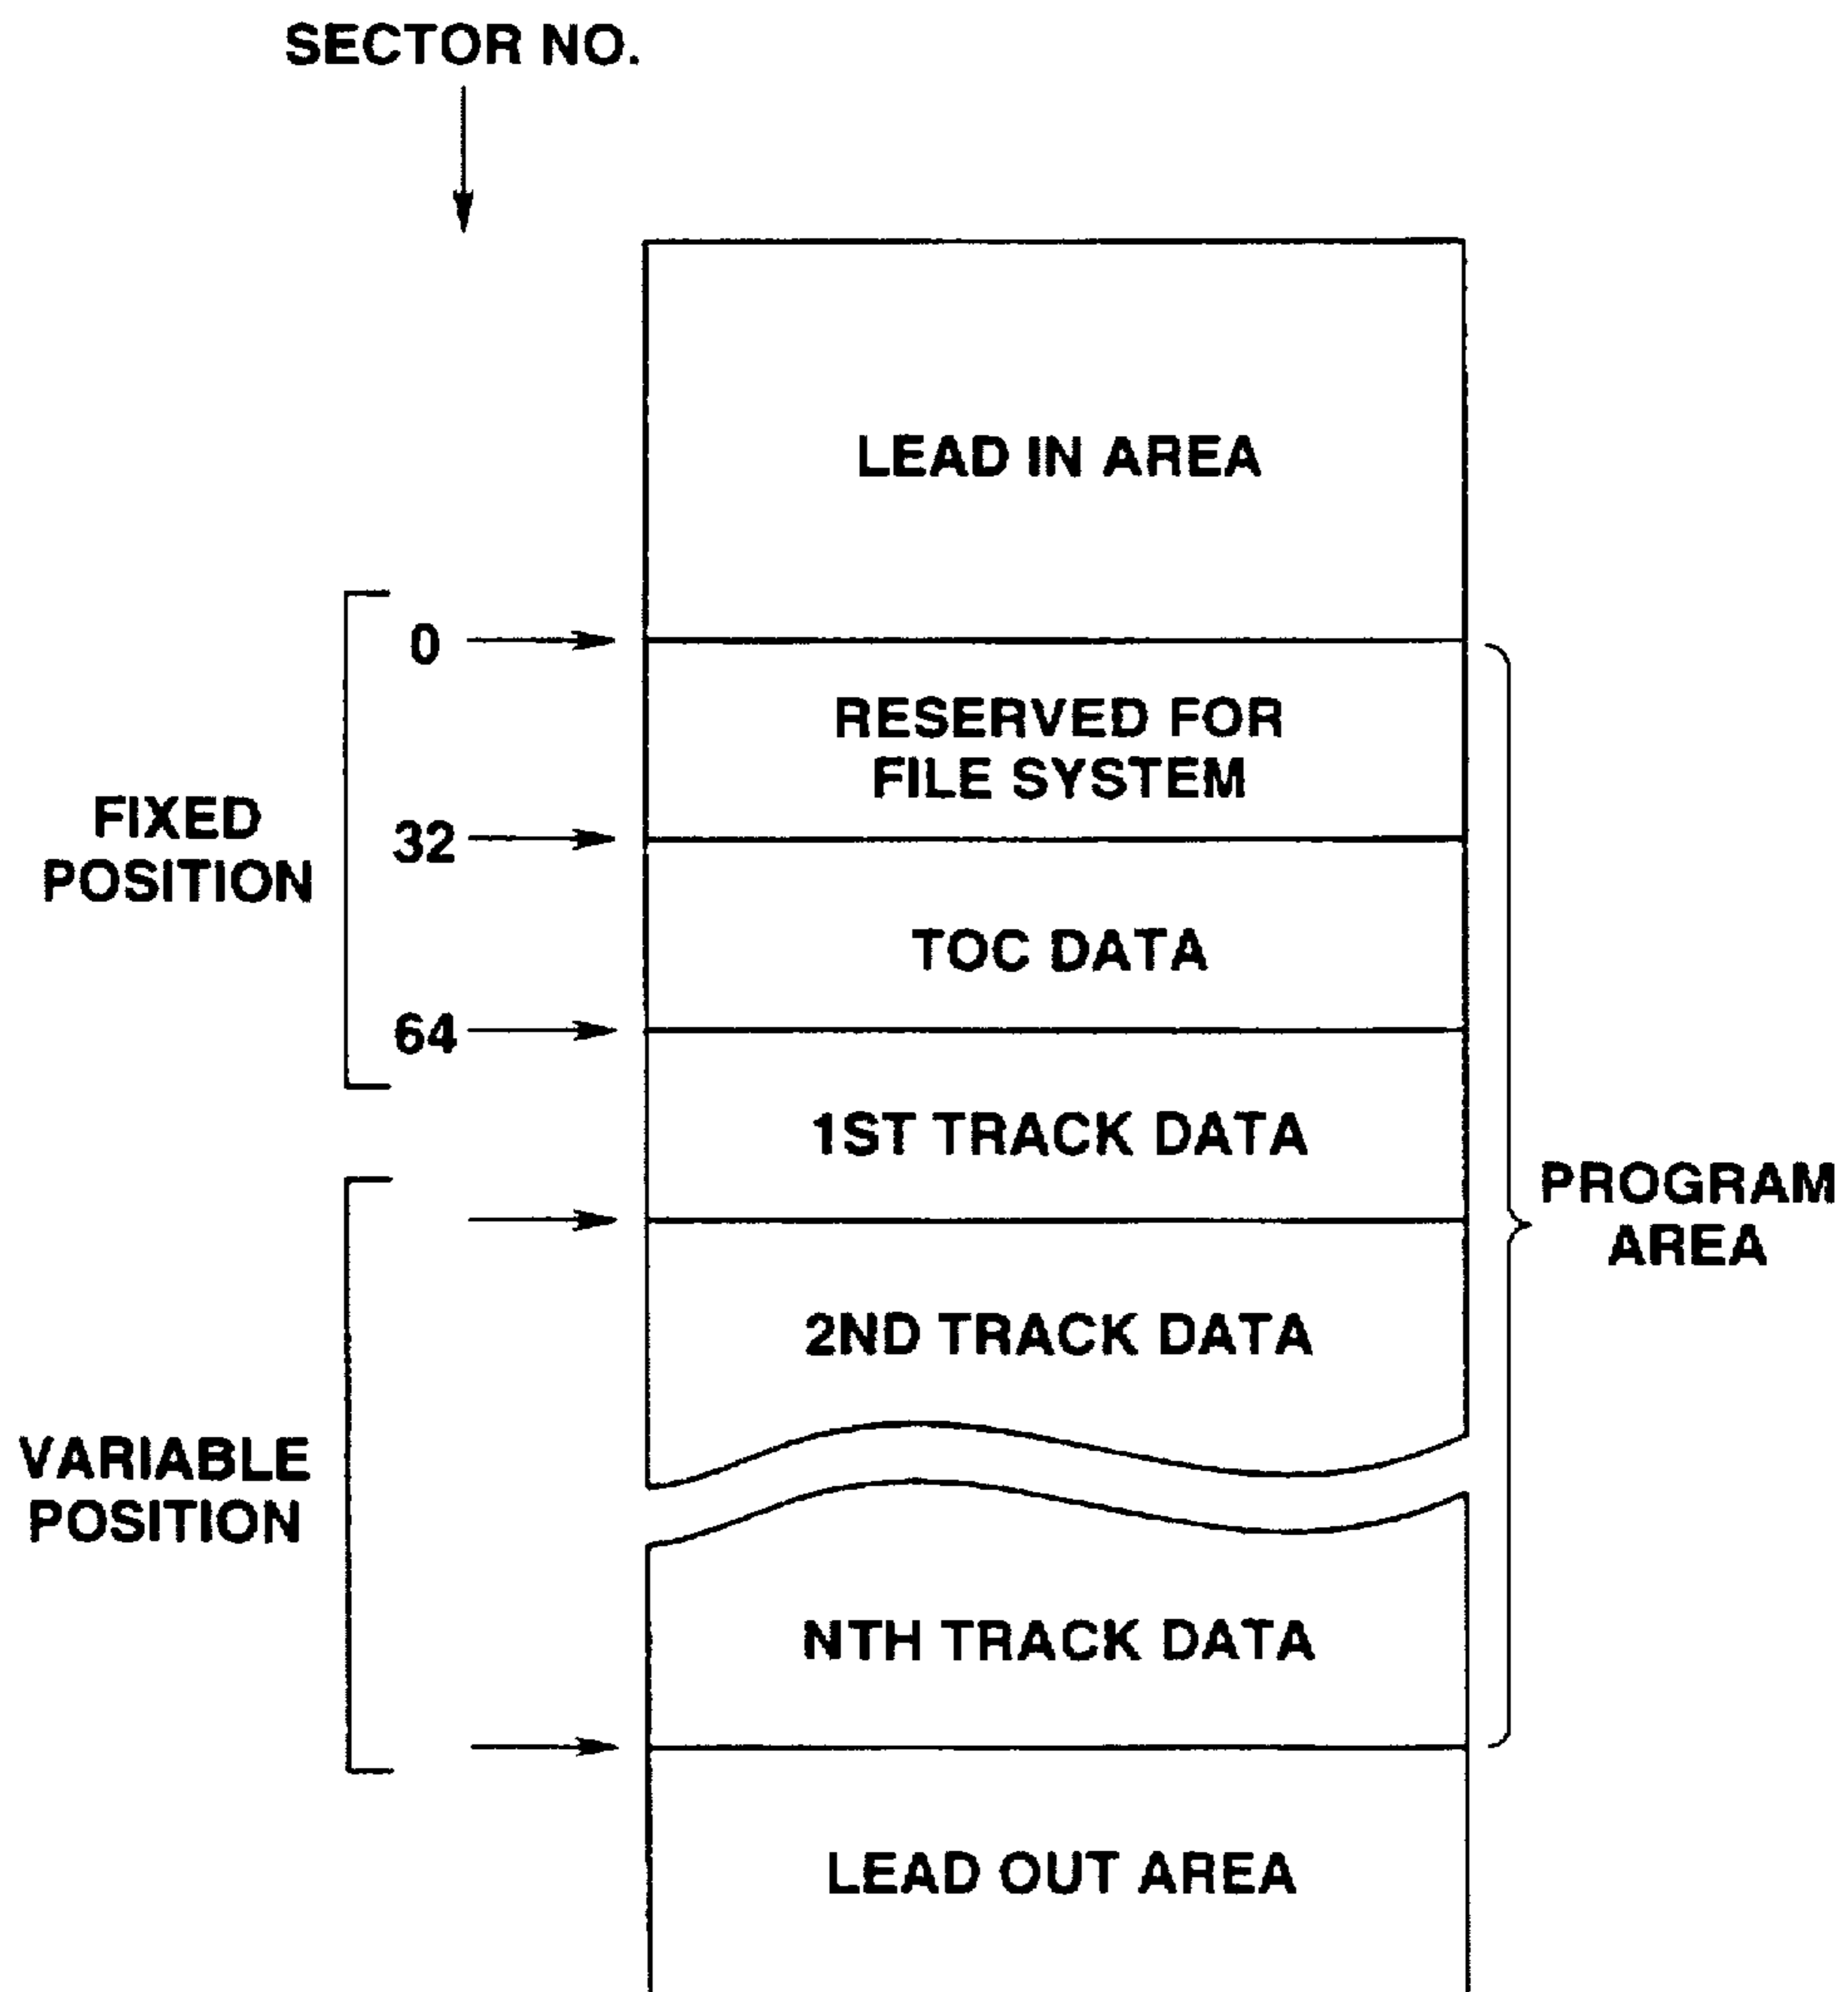 SECTOR NO.
LEAD IN AREA
0
RESERVED FOR
FILE SYSTEM
FIXED
POSITION
32
TOC DATA
64
1ST TRACK DATA
PROGRAM
AREA
2ND TRACK DATA
VARIABLE
POSITION
NTH TRACK DATA
LEAD OUT AREA